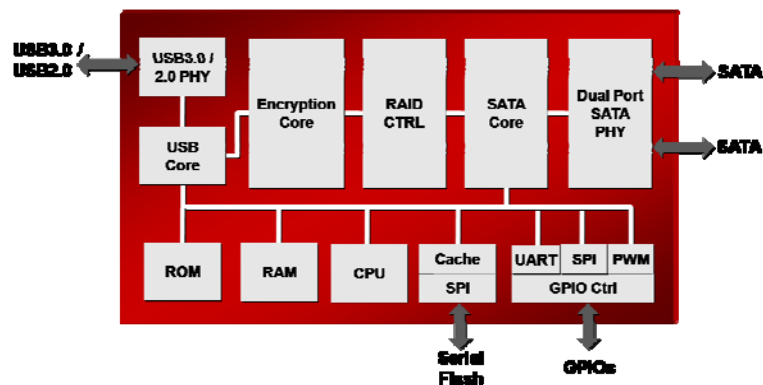 USB3.0 /
USB2.0
USB3.0 /
2.0 PHY
USB
Core
Encryption
Core
RAID
CTRL
SATA
Core
Dual Port
SATA
PHY
SATA
SATA
ROM
RAM
CPU
Cache
SPI
UART
SPI
PWM
GPIO Ctrl
Serial
Flash
GPIOs